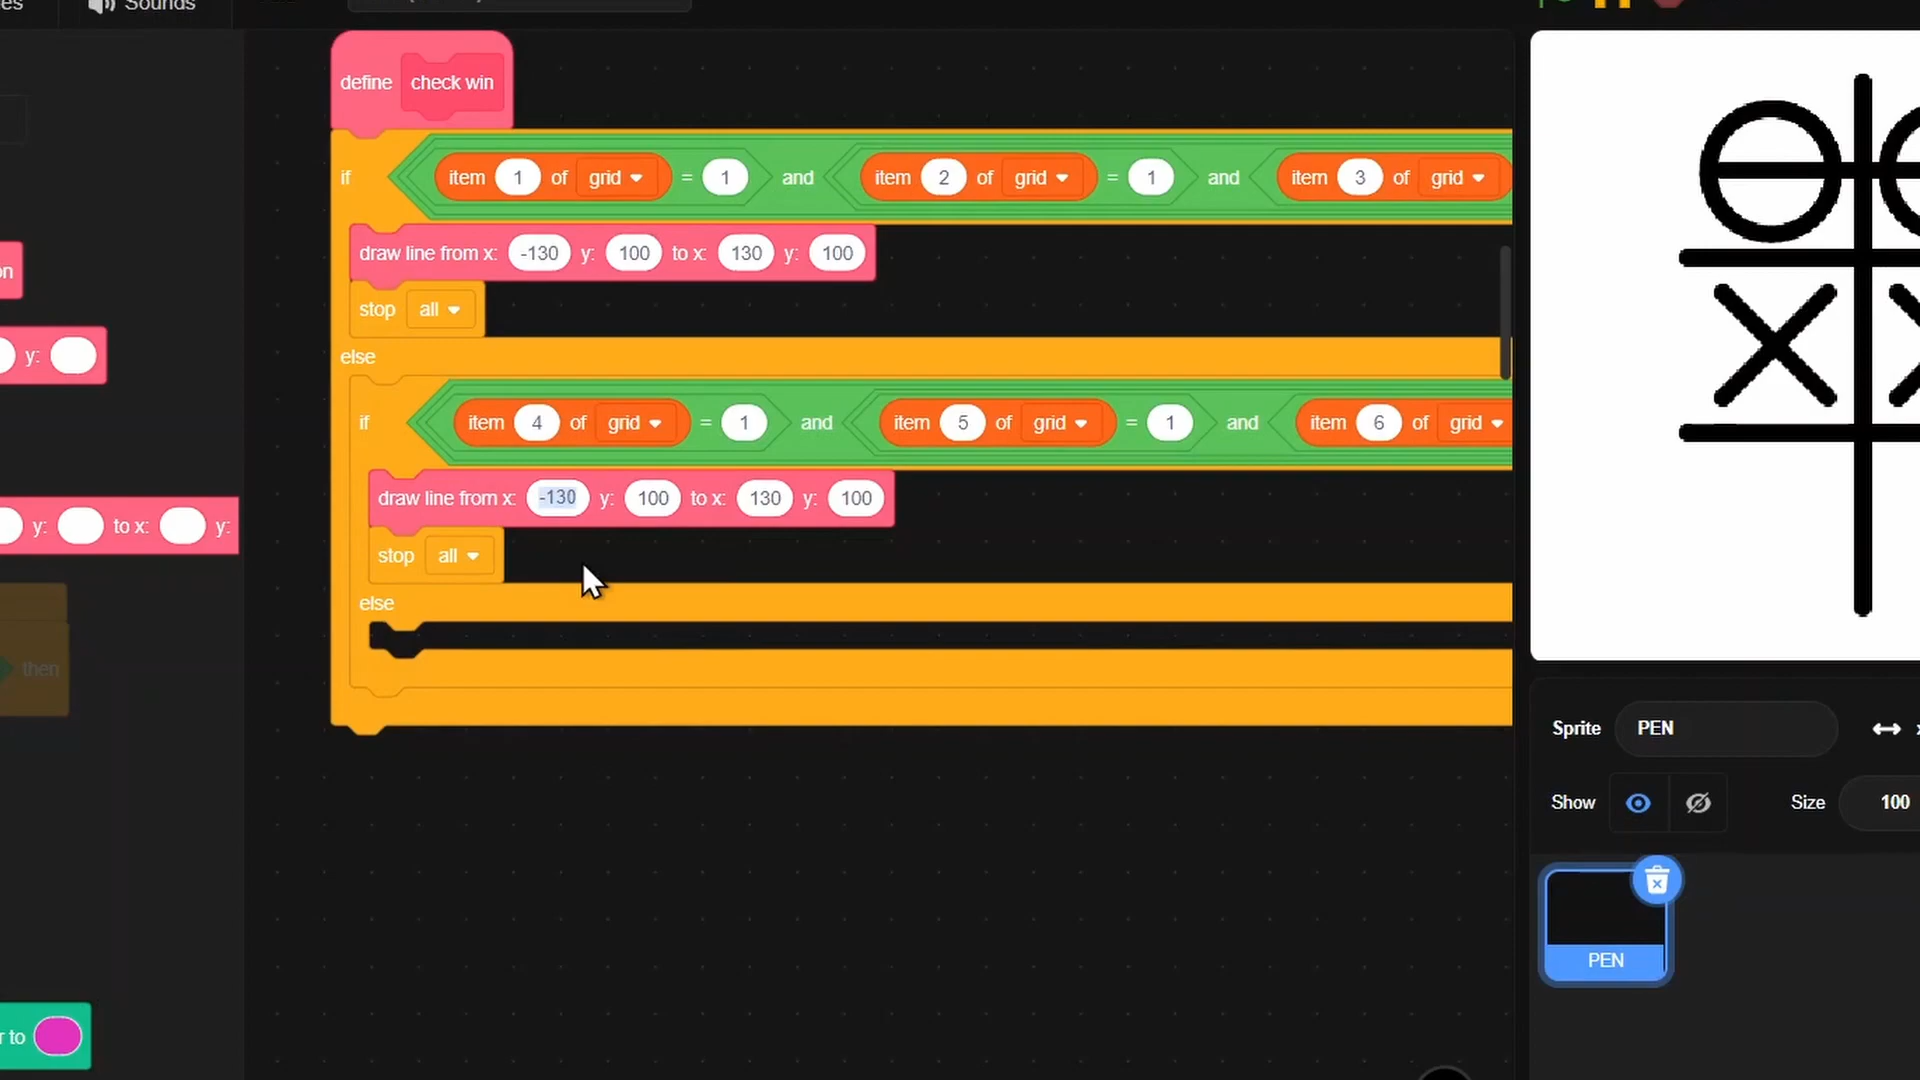 Sounds
define check win
if item 1 of grid = 1 and item 2 of grid = 1 and item 3 of grid
draw line from x: -130 y: 100 to x: 130 y: 100
stop all
else
if item 4 of grid = 1 and item 5 of grid = 1 and item 6 of grid
draw line from x: -130 y: 100 to x: 130 y: 100
stop all
else
on
y:
y: to x: y:
then
r to
Sprite PEN
Show Size 100
PEN